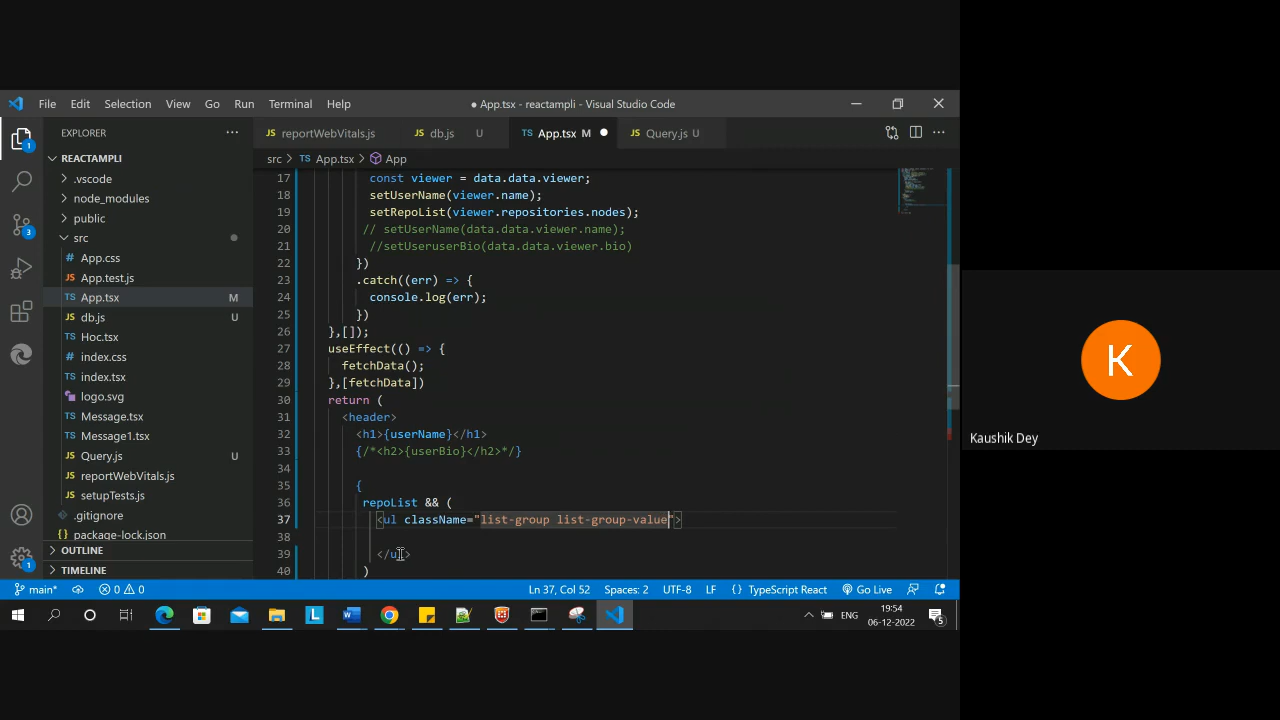 File Edit Selection View Go Run Terminal Help
● App.tsx - reactampli - Visual Studio Code
EXPLORER
REACTAMPLI
.vscode
node_modules
public
src
App.css
JS App.test.js
TS App.tsx M
JS db.js U
TS Hoc.tsx
index.css
TS index.tsx
logo.svg
TS Message.tsx
TS Message1.tsx
JS Query.js U
JS reportWebVitals.js
JS setupTests.js
.gitignore
package-lock.json
OUTLINE
TIMELINE
1
3
1
JS reportWebVitals.js JS db.js U TS App.tsx M ● JS Query.js U
src > TS App.tsx > App
17 const viewer = data.data.viewer;
18 setUserName(viewer.name);
19 setRepoList(viewer.repositories.nodes);
20 // setUserName(data.data.viewer.name);
21 //setUseruserBio(data.data.viewer.bio)
22 })
23 .catch((err) => {
24 console.log(err);
25 })
26 },[]);
27 useEffect(() => {
28 fetchData();
29 },[fetchData])
30 return (
31 <header>
32 <h1>{userName}</h1>
33 {/*<h2>{userBio}</h2>*/}
34
35 {
36 repoList && (
37 <ul className="list-group list-group-value">
38
39 </ul>
40 )
main* 0 0 Ln 37, Col 52 Spaces: 2 UTF-8 LF TypeScript React Go Live
L W ENG 19:54
06-12-2022 5
K
Kaushik Dey